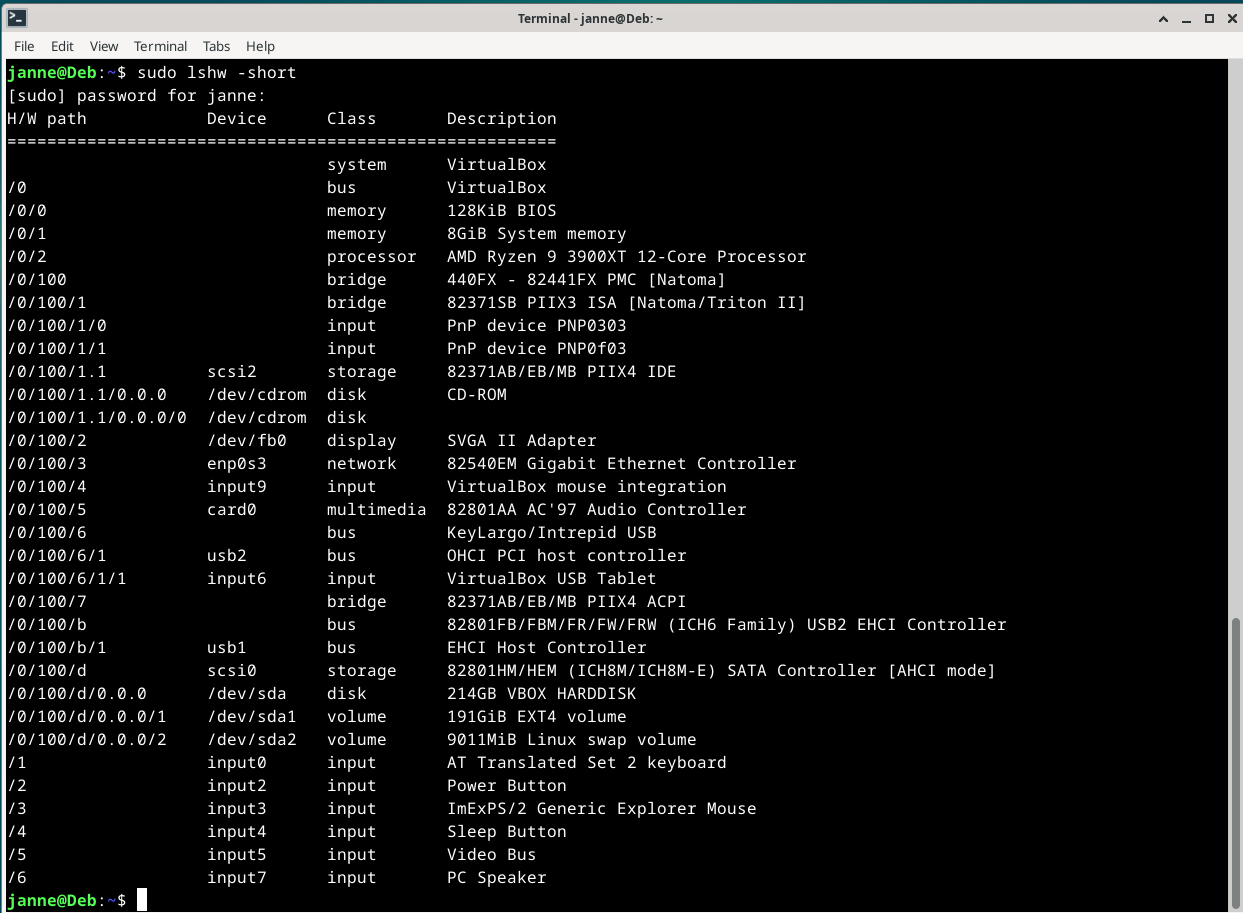 Terminal - janne@Deb: ~
File Edit View Terminal Tabs Help
janne@Deb:~$ sudo lshw -short
[sudo] password for janne:
H/W path            Device      Class       Description
=======================================================
                                system      VirtualBox
/0                              bus         VirtualBox
/0/0                            memory      128KiB BIOS
/0/1                            memory      8GiB System memory
/0/2                            processor   AMD Ryzen 9 3900XT 12-Core Processor
/0/100                          bridge      440FX - 82441FX PMC [Natoma]
/0/100/1                        bridge      82371SB PIIX3 ISA [Natoma/Triton II]
/0/100/1/0                      input       PnP device PNP0303
/0/100/1/1                      input       PnP device PNP0f03
/0/100/1.1          scsi2       storage     82371AB/EB/MB PIIX4 IDE
/0/100/1.1/0.0.0    /dev/cdrom  disk        CD-ROM
/0/100/1.1/0.0.0/0  /dev/cdrom  disk
/0/100/2            /dev/fb0    display     SVGA II Adapter
/0/100/3            enp0s3      network     82540EM Gigabit Ethernet Controller
/0/100/4            input9      input       VirtualBox mouse integration
/0/100/5            card0       multimedia  82801AA AC'97 Audio Controller
/0/100/6                        bus         KeyLargo/Intrepid USB
/0/100/6/1          usb2        bus         OHCI PCI host controller
/0/100/6/1/1        input6      input       VirtualBox USB Tablet
/0/100/7                        bridge      82371AB/EB/MB PIIX4 ACPI
/0/100/b                        bus         82801FB/FBM/FR/FW/FRW (ICH6 Family) USB2 EHCI Controller
/0/100/b/1          usb1        bus         EHCI Host Controller
/0/100/d            scsi0       storage     82801HM/HEM (ICH8M/ICH8M-E) SATA Controller [AHCI mode]
/0/100/d/0.0.0      /dev/sda    disk        214GB VBOX HARDDISK
/0/100/d/0.0.0/1    /dev/sda1   volume      191GiB EXT4 volume
/0/100/d/0.0.0/2    /dev/sda2   volume      9011MiB Linux swap volume
/1                  input0      input       AT Translated Set 2 keyboard
/2                  input2      input       Power Button
/3                  input3      input       ImExPS/2 Generic Explorer Mouse
/4                  input4      input       Sleep Button
/5                  input5      input       Video Bus
/6                  input7      input       PC Speaker
janne@Deb:~$